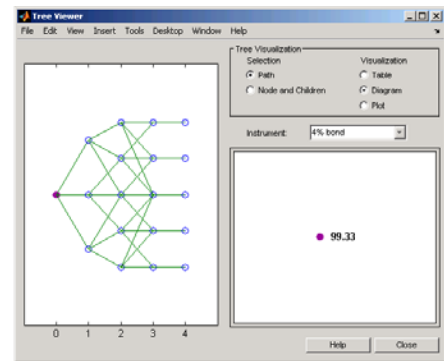 Tree Viewer
File Edit View Insert Tools Desktop Window Help
Tree Visualization
Selection Visualization
Path Table
Node and Children Diagram
Plot
Instrument: 4% bond
99.33
0 1 2 3 4
Help Close